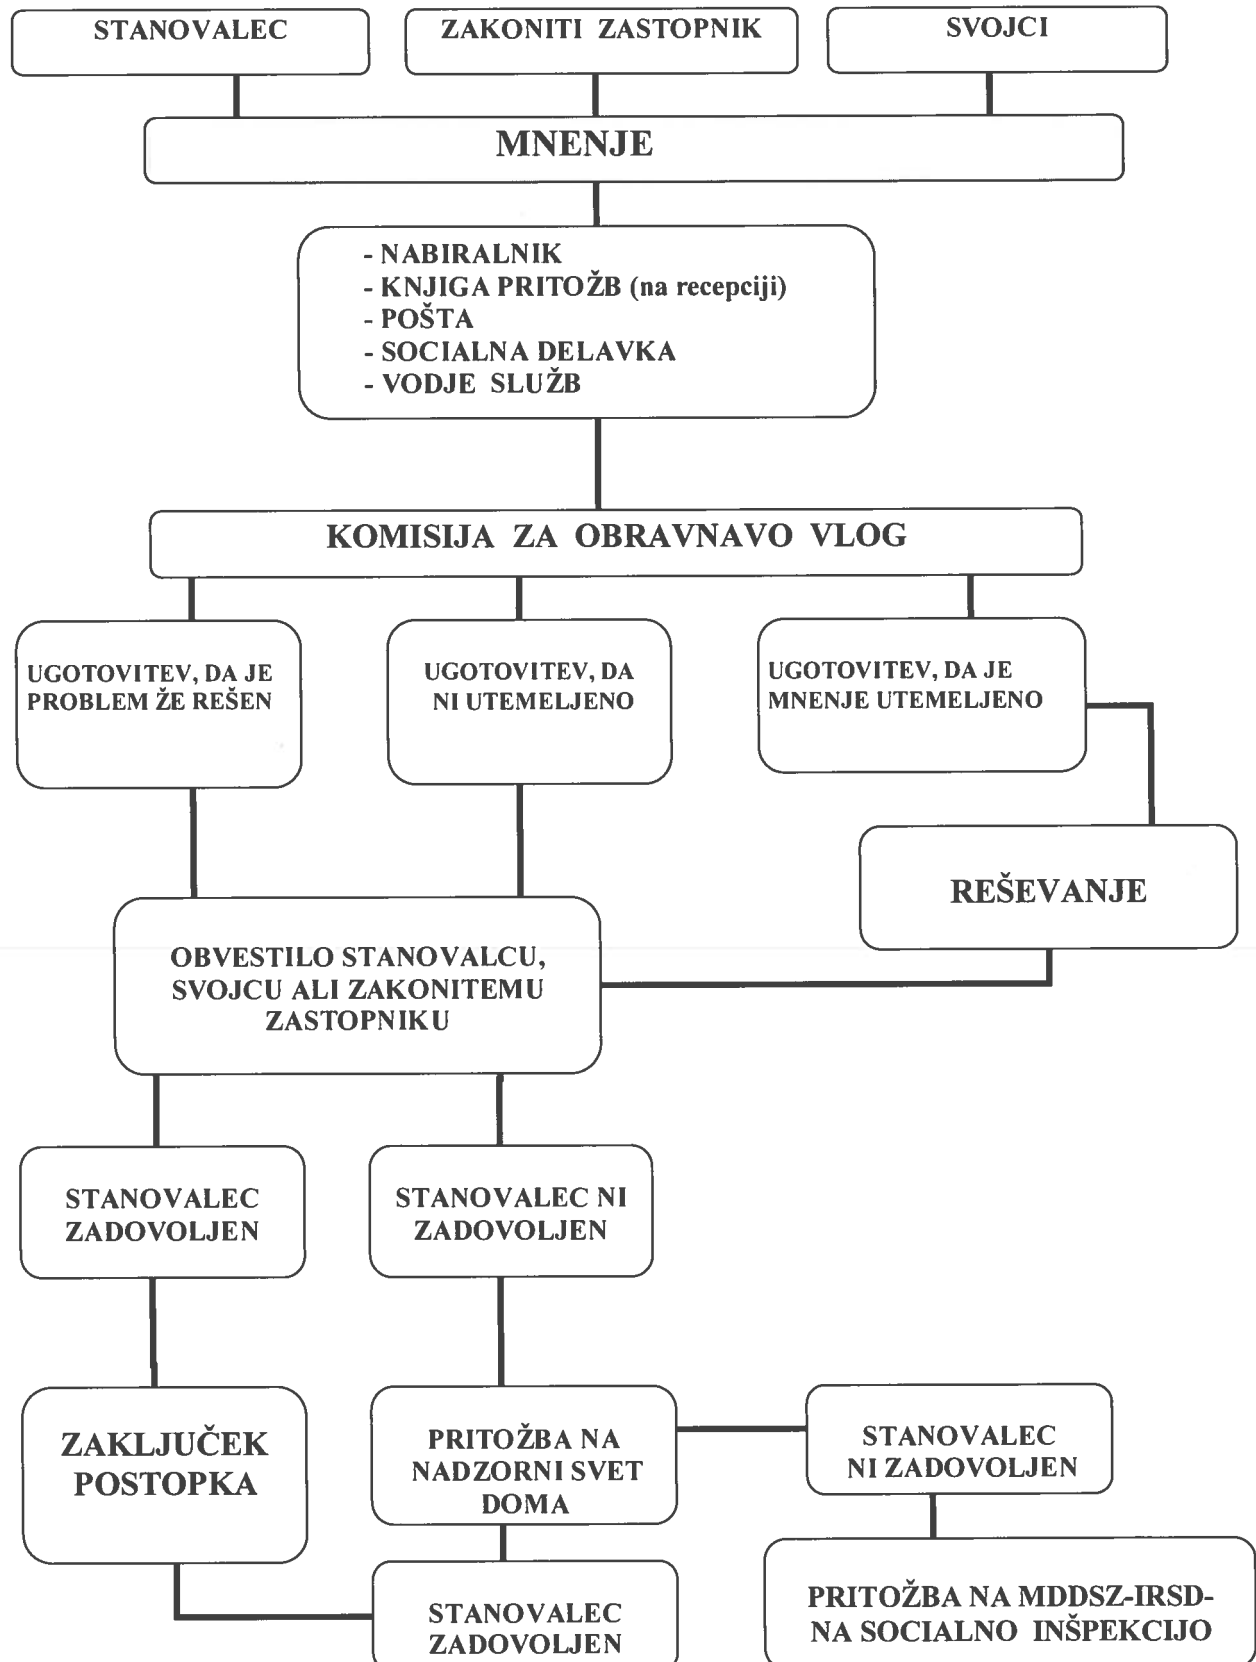 STANOVALEC
ZAKONITI ZASTOPNIK
SVOJCI
MNENJE
- NABIRALNIK
- KNJIGA PRITOŽB (na recepciji)
- POŠTA
- SOCIALNA DELAVKA
- VODJE SLUŽB
KOMISIJA ZA OBRAVNAVO VLOG
UGOTOVITEV, DA JE
PROBLEM ŽE REŠEN
UGOTOVITEV, DA
NI UTEMELJENO
UGOTOVITEV, DA JE
MNENJE UTEMELJENO
REŠEVANJE
OBVESTILO STANOVALCU,
SVOJCU ALI ZAKONITEMU
ZASTOPNIKU
STANOVALEC
ZADOVOLJEN
STANOVALEC NI
ZADOVOLJEN
ZAKLJUČEK
POSTOPKA
PRITOŽBA NA
NADZORNI SVET
DOMA
STANOVALEC
NI ZADOVOLJEN
STANOVALEC
ZADOVOLJEN
PRITOŽBA NA MDDSZ-IRSD-
NA SOCIALNO INŠPEKCIJO